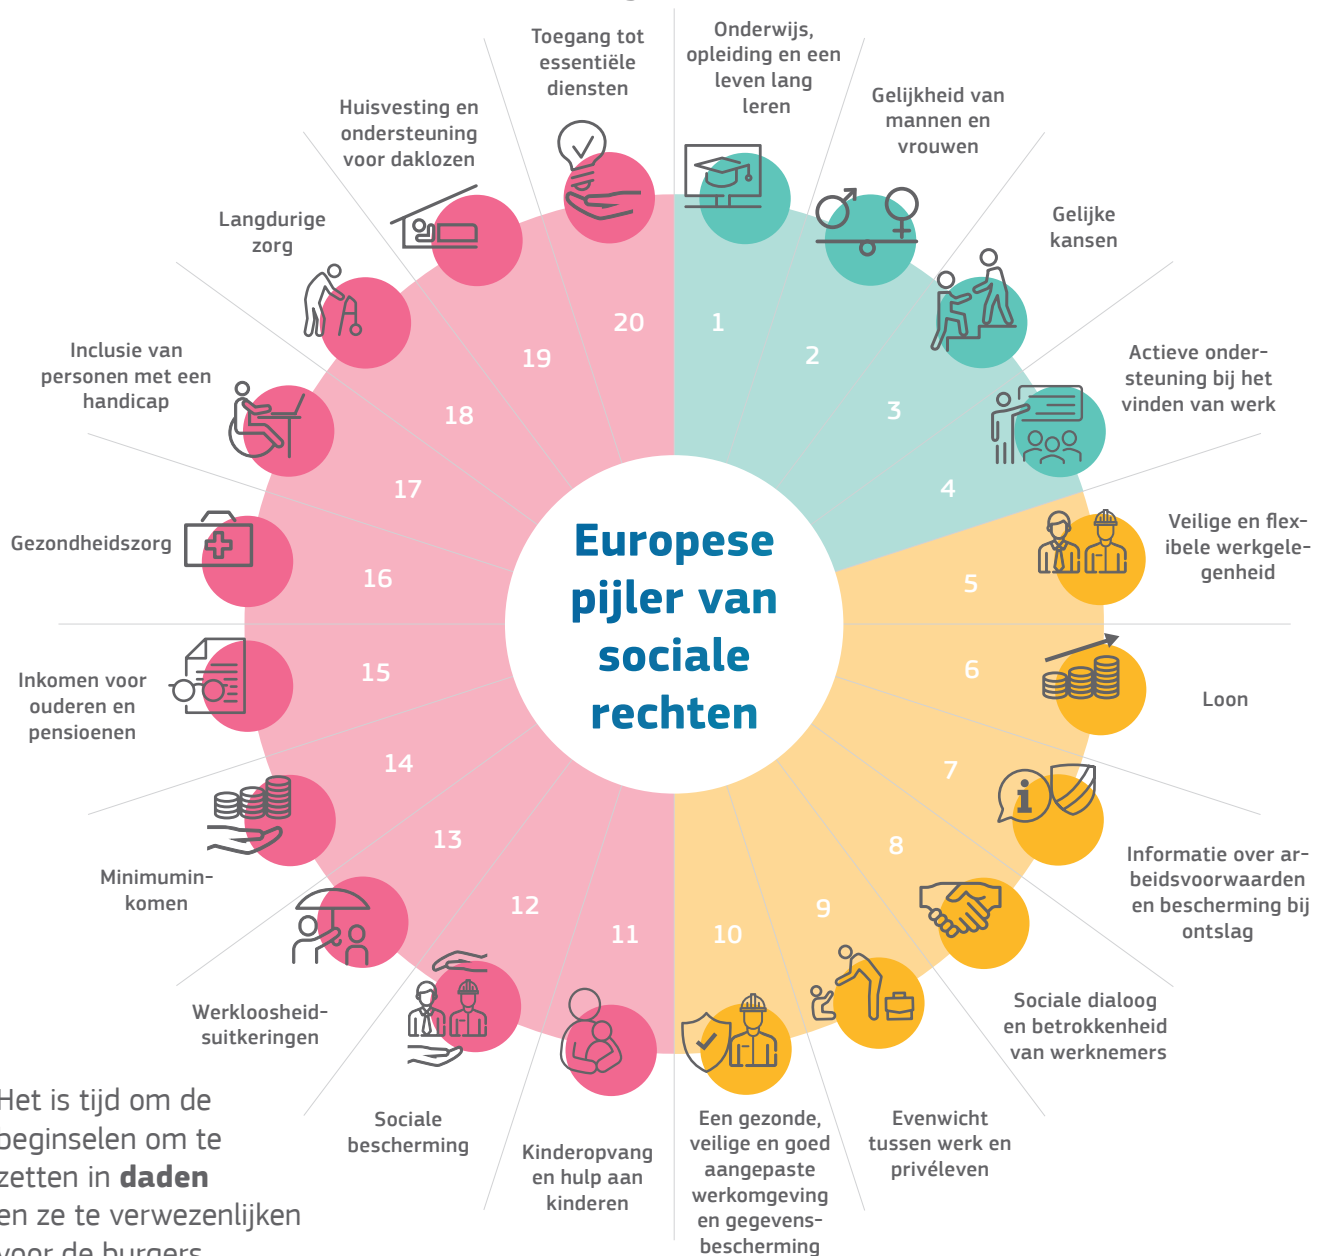 Toegang tot
essentiële
diensten
20
Onderwijs,
opleiding en een
leven lang
leren
1
Gelijkheid van
mannen en
vrouwen
2
Gelijke
kansen
3
Actieve onder-
steuning bij het
vinden van werk
4
Veilige en flex-
ibele werkgele-
genheid
5
Loon
6
Informatie over ar-
beidsvoorwaarden
en bescherming bij
ontslag
7
Sociale dialoog
en betrokkenheid
van werknemers
8
Evenwicht
tussen werk en
privéleven
9
Een gezonde,
veilige en goed
aangepaste
werkomgeving
en gegevens-
bescherming
10
Kinderopvang
en hulp aan
kinderen
11
Sociale
bescherming
12
Werkloosheid-
suitkeringen
13
Minimumin-
komen
14
Inkomen voor
ouderen en
pensioenen
15
Gezondheidszorg
16
Inclusie van
personen met een
handicap
17
Langdurige
zorg
18
Huisvesting en
ondersteuning
voor daklozen
19
Europese
pijler van
sociale
rechten
Het is tijd om de
beginselen om te
zetten in daden
en ze te verwezenlijken
voor de burgers